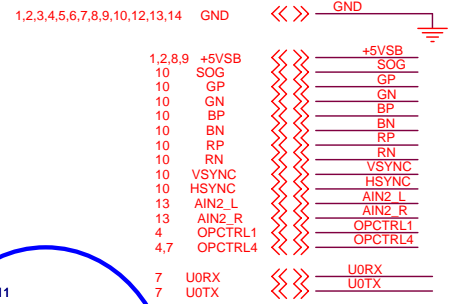 1,2,3,4,5,6,7,8,9,10,12,13,14 GND GND
1,2,8,9 +5VSB +5VSB
10 SOG SOG
10 GP GP
10 GN GN
10 BP BP
10 BN BN
10 RP RP
10 RN RN
10 VSYNC VSYNC
10 HSYNC HSYNC
13 AIN2_L AIN2_L
13 AIN2_R AIN2_R
4 OPCTRL1 OPCTRL1
4,7 OPCTRL4 OPCTRL4
7 U0RX U0RX
7 U0TX U0TX